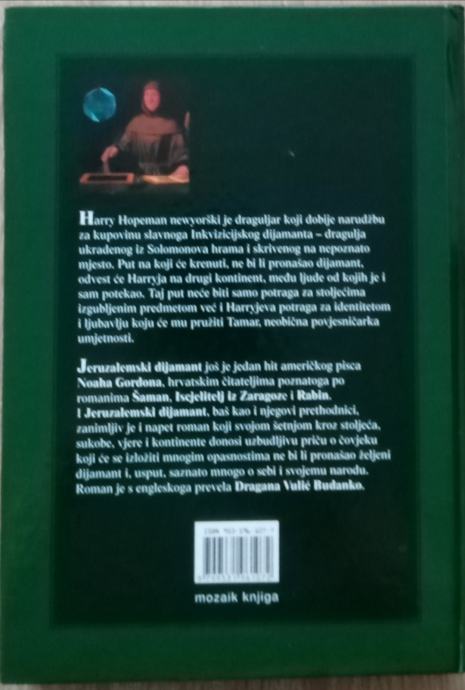 Harry Hopeman newyorški je draguljar koji dobije narudžbu
za kupovinu slavnoga Inkvizicijskog dijamanta – dragulja
ukradenog iz Solomonova hrama i skrivenog na nepoznato
mjesto. Put na koji će krenuti, ne bi li pronašao dijamant,
odvest će Harryja na drugi kontinent, među ljude od kojih je i
sam potekao. Taj put neće biti samo potraga za stoljećima
izgubljenim predmetom već i Harryjeva potraga za identitetom
i ljubavlju koju će mu pružiti Tamar, neobična povjesničarka
umjetnosti.
Jeruzalemski dijamant još je jedan hit američkog pisca
Noaha Gordona, hrvatskim čitateljima poznatoga po
romanima Šaman, Iscjelitelj iz Zaragoze i Rabin.
I Jeruzalemski dijamant, baš kao i njegovi prethodnici,
zanimljiv je i napet roman koji svojom šetnjom kroz stoljeća,
sukobe, vjere i kontinente donosi uzbudljivu priču o čovjeku
koji će se izložiti mnogim opasnostima ne bi li pronašao željeni
dijamant i, usput, saznato mnogo o sebi i svojemu narodu.
Roman je s engleskoga prevela Dragana Vulić Budanko.
ISBN
mozaik knjiga